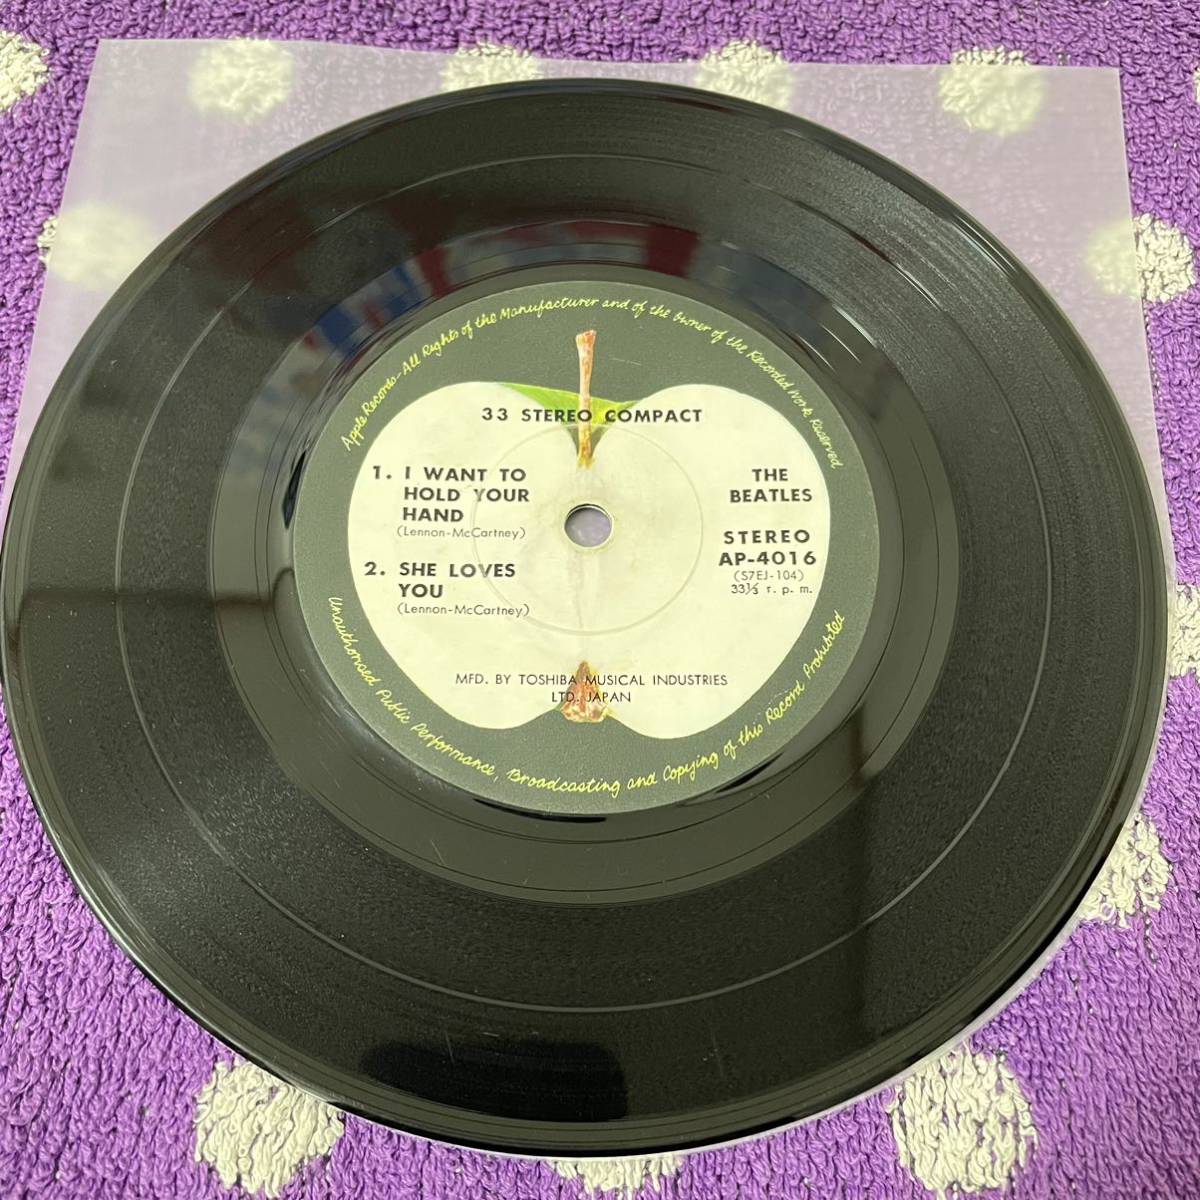 Apple Records-All Rights of the Manufacturer and of the Owner of the Recorded Work Reserved
33 STEREO COMPACT
1. I WANT TO
HOLD YOUR
HAND
(Lennon-McCartney)
2. SHE LOVES
YOU
(Lennon-McCartney)
THE
BEATLES
STEREO
AP-4016
(S7EJ-104)
33⅓ r. p. m.
MFD. BY TOSHIBA MUSICAL INDUSTRIES
LTD. JAPAN
Unauthorised Public Performance, Broadcasting and Copying of this Record Prohibited